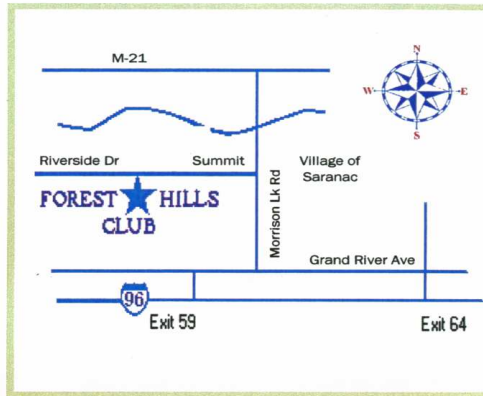 M-21
N
W
E
S
Riverside Dr
Summit
Village of
Saranac
Morrison Lk Rd
FOREST HILLS
CLUB
Grand River Ave
96
Exit 59
Exit 64